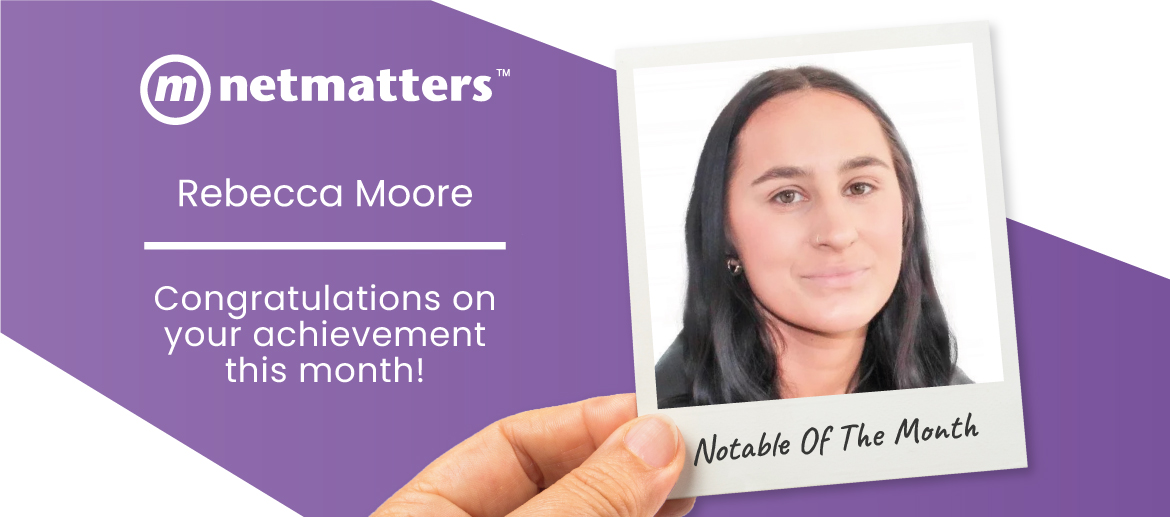 m netmatters™
Rebecca Moore
Congratulations on
your achievement
this month!
Notable Of The Month